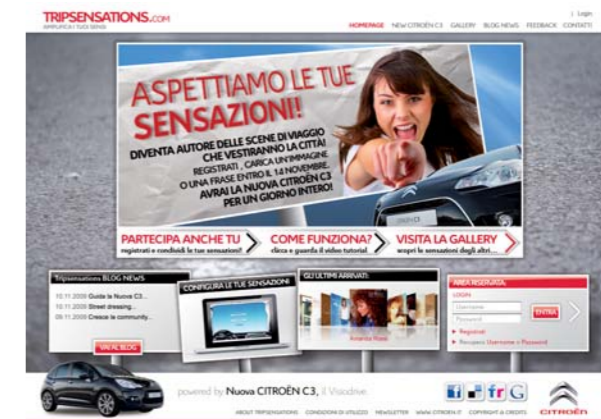 TRIPSENSATIONS.COM
AMPLIFICA I TUOI SENSI
| Login
HOMEPAGE NEW CITROËN C3 GALLERY BLOG NEWS FEEDBACK CONTATTI
ASPETTIAMO LE TUE
SENSAZIONI!
DIVENTA AUTORE DELLE SCENE DI VIAGGIO
CHE VESTIRANNO LA CITTÀ!
REGISTRATI, CARICA UN'IMMAGINE
O UNA FRASE ENTRO IL 14 NOVEMBRE.
AVRAI LA NUOVA CITROËN C3
PER UN GIORNO INTERO!
PARTECIPA ANCHE TU
registrati e condividi le tue sensazioni!
COME FUNZIONA?
clicca e guarda il video tutorial
VISITA LA GALLERY
scopri le sensazioni degli altri...
Tripsensations BLOG NEWS
10.11.2009 Guida la Nuova C3...
10.11.2009 Street dressing...
09.11.2009 Cresce la community...
VAI AL BLOG
CONFIGURA LE TUE SENSAZIONI
GLI ULTIMI ARRIVATI:
Amanda Rossi
AREA RISERVATA:
LOGIN
Username
Password
ENTRA
Registrati
Recupera Username o Password
powered by Nuova CITROËN C3, il Visiodrive.
f fr G
CITROËN
ABOUT TRIPSENSATIONS CONDIZIONI DI UTILIZZO NEWSLETTER WWW.CITROEN.IT COPYRIGHT & CREDITS